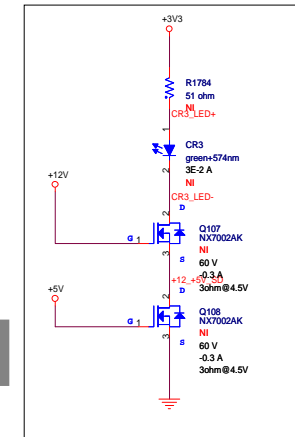 +3V3
R1784
51 ohm
NI
CR3_LED+
1
CR3
green+574nm
3E-2 A
NI
2
+12V
CR3_LED-
2
D
Q107
NX7002AK
NI
G 1
3
S
60 V
-0.3 A
3ohm@4.5V
+5V
+12_+5V_SD
2
D
Q108
NX7002AK
NI
G 1
3
S
60 V
-0.3 A
3ohm@4.5V